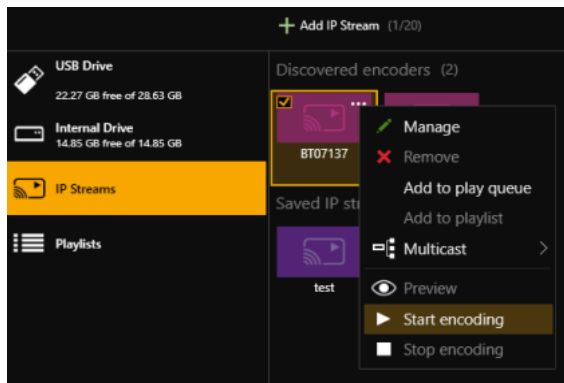 Add IP Stream (1/20)
USB Drive
22.27 GB free of 28.63 GB
Internal Drive
14.85 GB free of 14.85 GB
IP Streams
Playlists
Discovered encoders (2)
BT07137
Saved IP
test
Manage
Remove
Add to play queue
Add to playlist
Multicast
Preview
Start encoding
Stop encoding